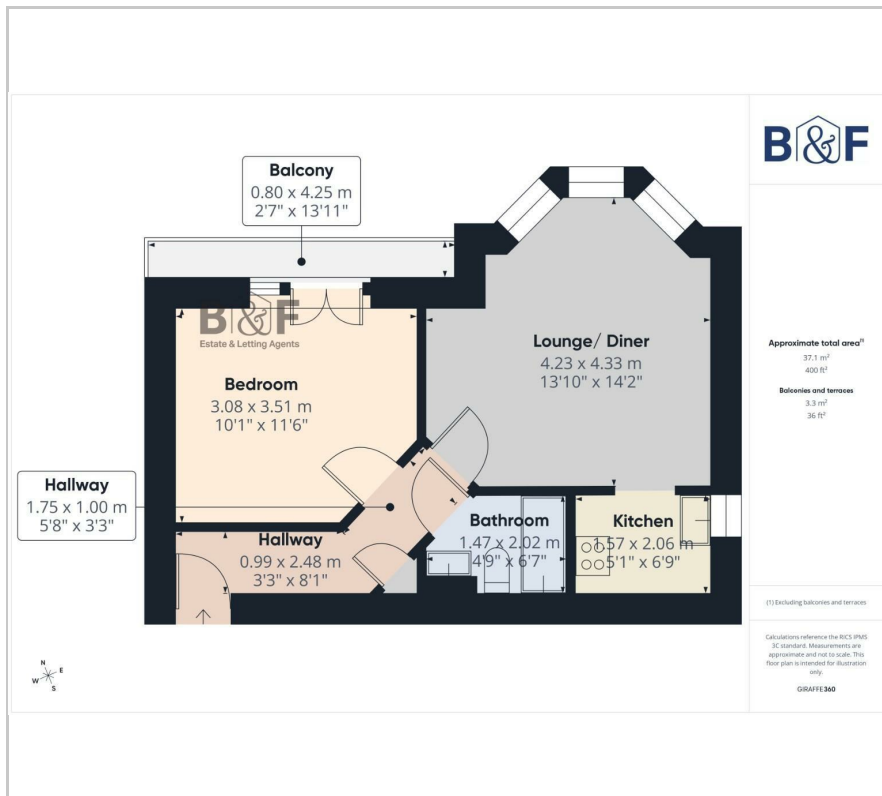 B&F
Balcony
0.80 x 4.25 m
2'7" x 13'11"
B&F
Estate & Letting Agents
Lounge/ Diner
4.23 x 4.33 m
13'10" x 14'2"
Bedroom
3.08 x 3.51 m
10'1" x 11'6"
Hallway
1.75 x 1.00 m
5'8" x 3'3"
Hallway
0.99 x 2.48 m
3'3" x 8'1"
Bathroom
1.47 x 2.02 m
4'9" x 6'7"
Kitchen
1.57 x 2.06 m
5'1" x 6'9"
N
E
W
S
Approximate total area⁽¹⁾
37.1 m²
400 ft²
Balconies and terraces
3.3 m²
36 ft²
(1) Excluding balconies and terraces
Calculations reference the RICS IPMS
3C standard. Measurements are
approximate and not to scale. This
floor plan is intended for illustration
only.
GIRAFFE360